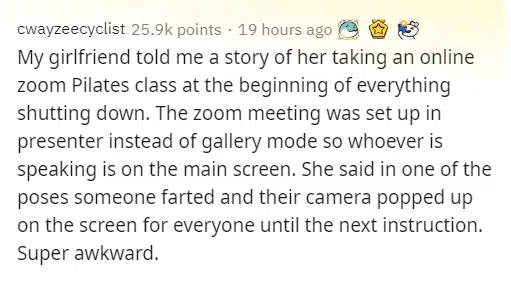 cwayzeecyclist 25.9k points · 19 hours ago
My girlfriend told me a story of her taking an online
zoom Pilates class at the beginning of everything
shutting down. The zoom meeting was set up in
presenter instead of gallery mode so whoever is
speaking is on the main screen. She said in one of the
poses someone farted and their camera popped up
on the screen for everyone until the next instruction.
Super awkward.